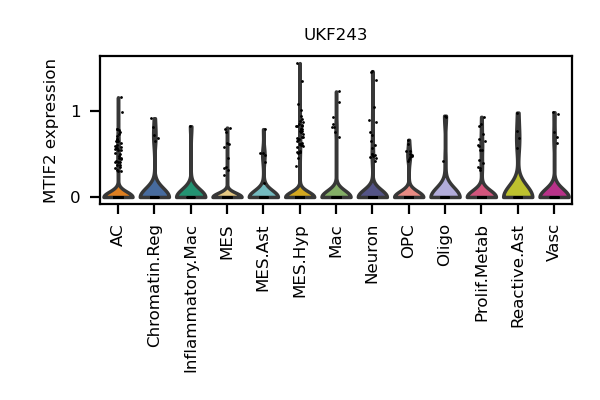 UKF243
MTIF2 expression
1
0
AC
Chromatin.Reg
Inflammatory.Mac
MES
MES.Ast
MES.Hyp
Mac
Neuron
OPC
Oligo
Prolif.Metab
Reactive.Ast
Vasc